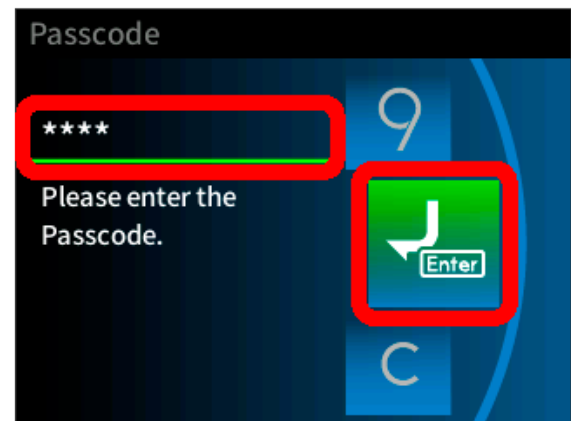 Passcode
****
9
Please enter the
Passcode.
Enter
C